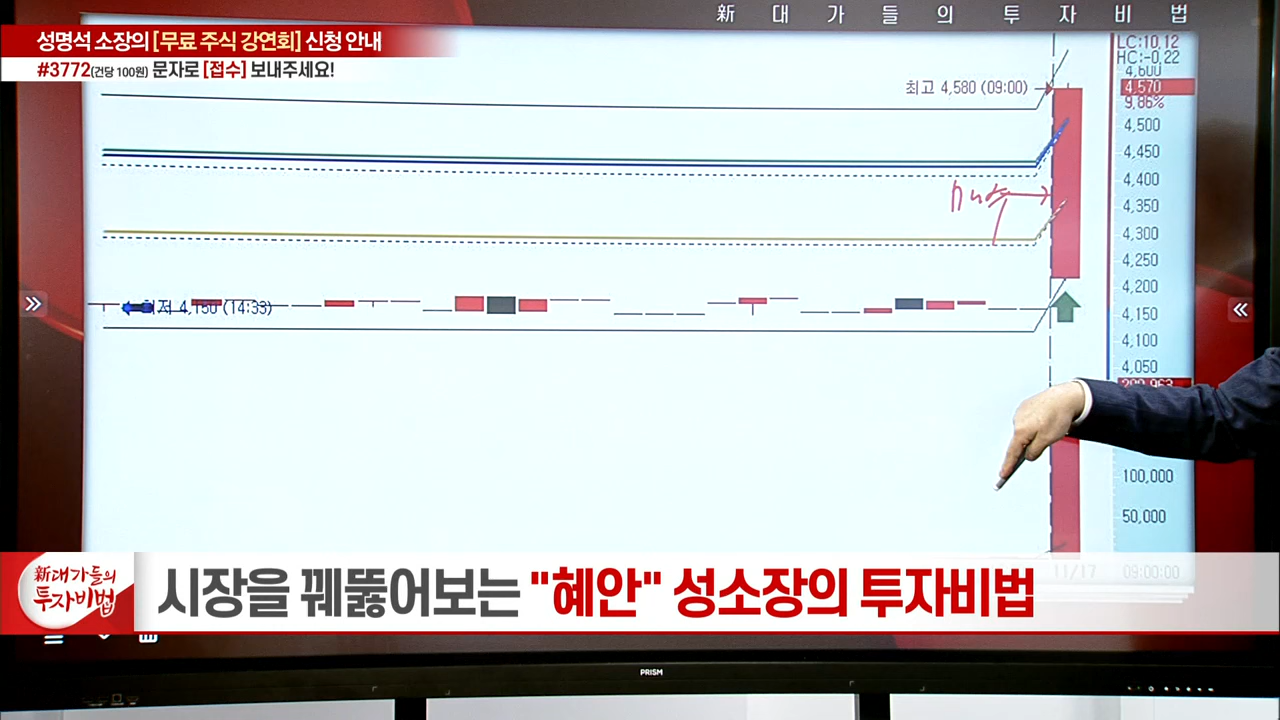 新 대 가 들 의 투 자 비 법
성명석 소장의 [무료 주식 강연회] 신청 안내
#3772(건당 100원) 문자로 [접수] 보내주세요!
LC:10,12
HC:-0,22
4,600
최고 4,580 (09:00)
4,570
9,86%
4,500
4,450
4,400
4,350
4,300
4,250
4,200
최저 4,150 (14:33)
4,150
4,100
4,050
209,963
100,000
50,000
11/17 09:00:00
新대가들의
투자비법
시장을 꿰뚫어보는 "혜안" 성소장의 투자비법
PRISM